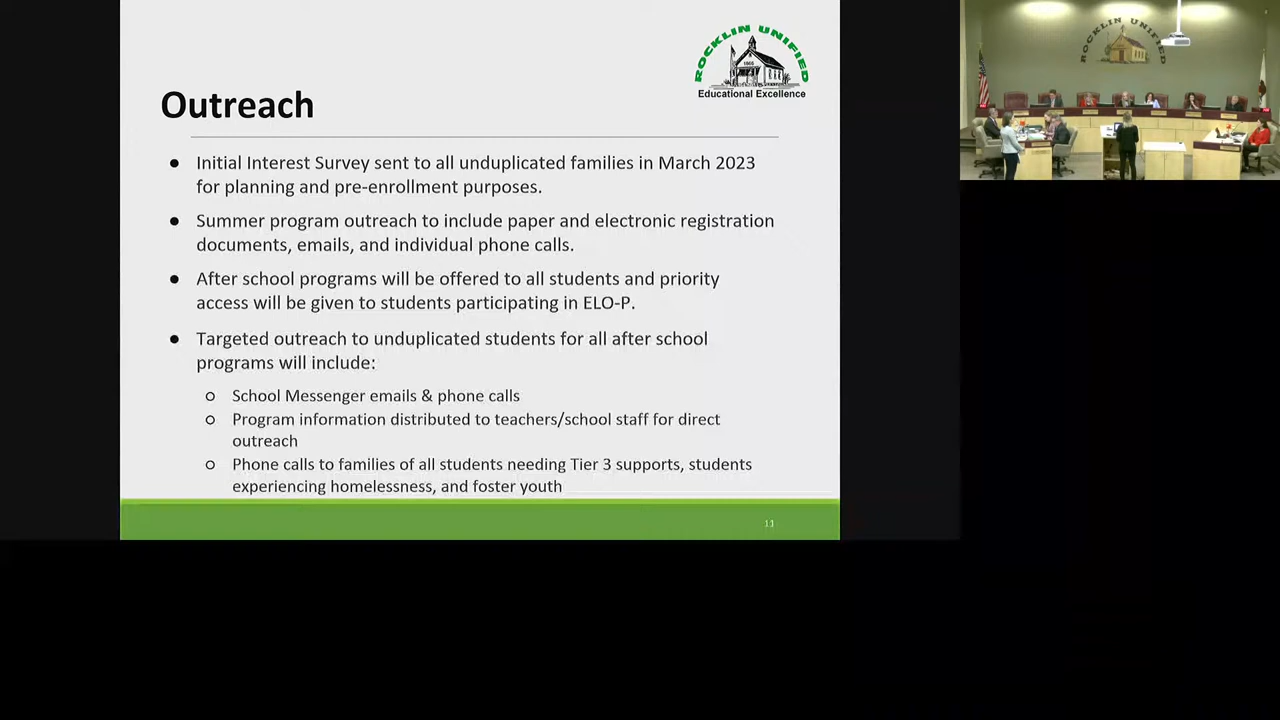 ROCKLIN UNIFIED
1866
Educational Excellence
Outreach
● Initial Interest Survey sent to all unduplicated families in March 2023
for planning and pre-enrollment purposes.
● Summer program outreach to include paper and electronic registration
documents, emails, and individual phone calls.
● After school programs will be offered to all students and priority
access will be given to students participating in ELO-P.
● Targeted outreach to unduplicated students for all after school
programs will include:
○ School Messenger emails & phone calls
○ Program information distributed to teachers/school staff for direct
outreach
○ Phone calls to families of all students needing Tier 3 supports, students
experiencing homelessness, and foster youth
11
ROCKLIN UNIFIED